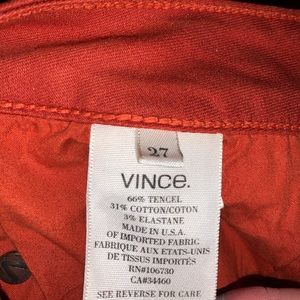 27
VINCE.
66% TENCEL
31% COTTON/COTON
3% ELASTANE
MADE IN U.S.A.
OF IMPORTED FABRIC
FABRIQUE AUX ETATS-UNIS
DE TISSUS IMPORTÉS
RN#106730
CA#34460
SEE REVERSE FOR CARE